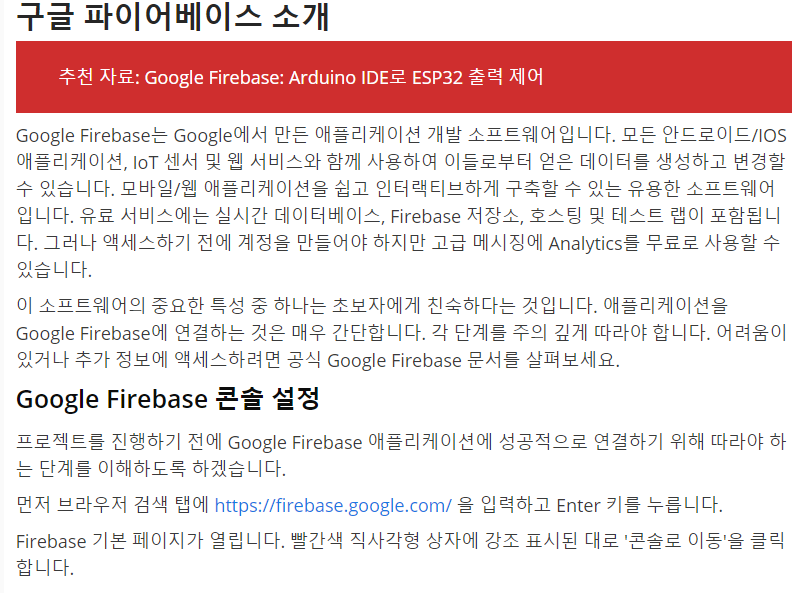 구글 파이어베이스 소개
추천 자료: Google Firebase: Arduino IDE로 ESP32 출력 제어
Google Firebase는 Google에서 만든 애플리케이션 개발 소프트웨어입니다. 모든 안드로이드/IOS
애플리케이션, IoT 센서 및 웹 서비스와 함께 사용하여 이들로부터 얻은 데이터를 생성하고 변경할
수 있습니다. 모바일/웹 애플리케이션을 쉽고 인터랙티브하게 구축할 수 있는 유용한 소프트웨어
입니다. 유료 서비스에는 실시간 데이터베이스, Firebase 저장소, 호스팅 및 테스트 랩이 포함됩니
다. 그러나 액세스하기 전에 계정을 만들어야 하지만 고급 메시징에 Analytics를 무료로 사용할 수
있습니다.
이 소프트웨어의 중요한 특성 중 하나는 초보자에게 친숙하다는 것입니다. 애플리케이션을
Google Firebase에 연결하는 것은 매우 간단합니다. 각 단계를 주의 깊게 따라야 합니다. 어려움이
있거나 추가 정보에 액세스하려면 공식 Google Firebase 문서를 살펴보세요.
Google Firebase 콘솔 설정
프로젝트를 진행하기 전에 Google Firebase 애플리케이션에 성공적으로 연결하기 위해 따라야 하
는 단계를 이해하도록 하겠습니다.
먼저 브라우저 검색 탭에 https://firebase.google.com/ 을 입력하고 Enter 키를 누릅니다.
Firebase 기본 페이지가 열립니다. 빨간색 직사각형 상자에 강조 표시된 대로 '콘솔로 이동'을 클릭
합니다.